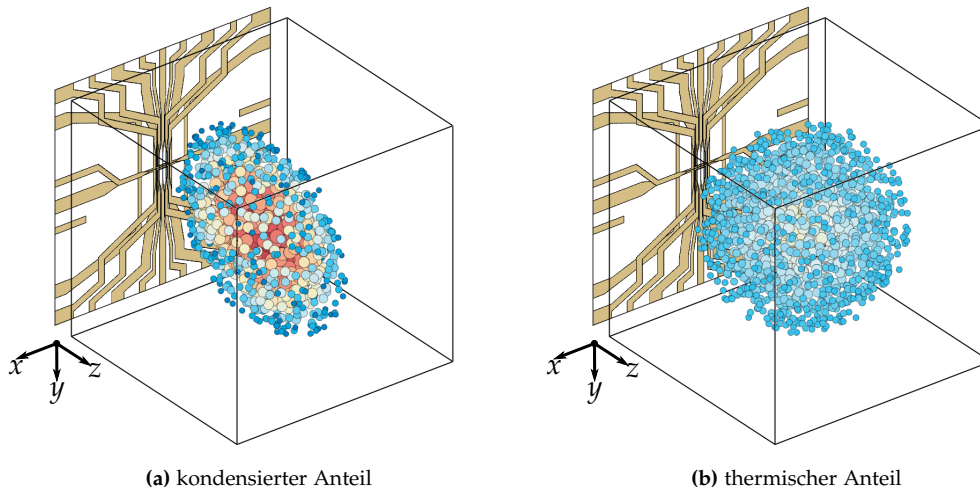 x
y
z
x
y
z
(a) kondensierter Anteil
(b) thermischer Anteil